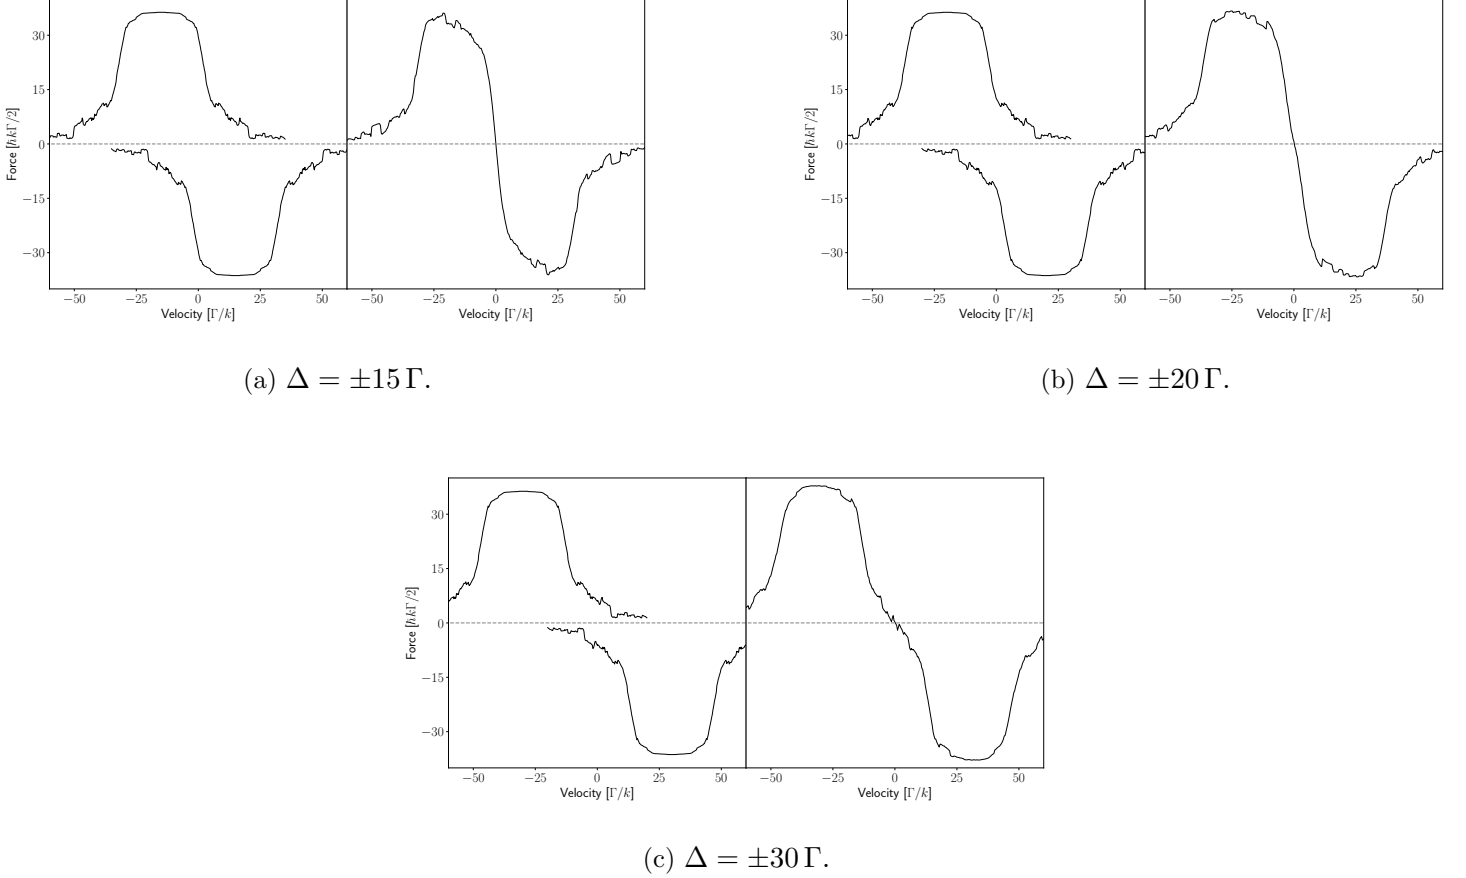 30
15
0
−15
−30
Force [ℏkΓ/2]
−50 −25 0 25 50
−50 −25 0 25 50
Velocity [Γ/k]
Velocity [Γ/k]
(a) Δ = ±15 Γ.
30
15
0
−15
−30
Force [ℏkΓ/2]
−50 −25 0 25 50
−50 −25 0 25 50
Velocity [Γ/k]
Velocity [Γ/k]
(b) Δ = ±20 Γ.
30
15
0
−15
−30
Force [ℏkΓ/2]
−50 −25 0 25 50
−50 −25 0 25 50
Velocity [Γ/k]
Velocity [Γ/k]
(c) Δ = ±30 Γ.